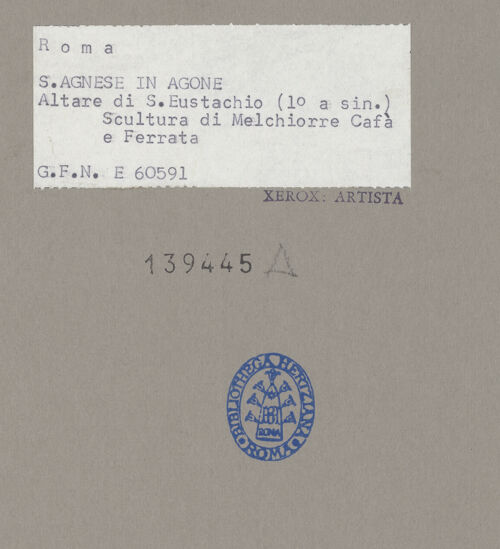 Roma
S.AGNESE IN AGONE
Altare di S.Eustachio (1º a sin.)
Scultura di Melchiorre Cafà
e Ferrata
G.F.N. E 60591
XEROX: ARTISTA
139445
BIBLIOTHECA HERTZIANA
ROMA
ROMA